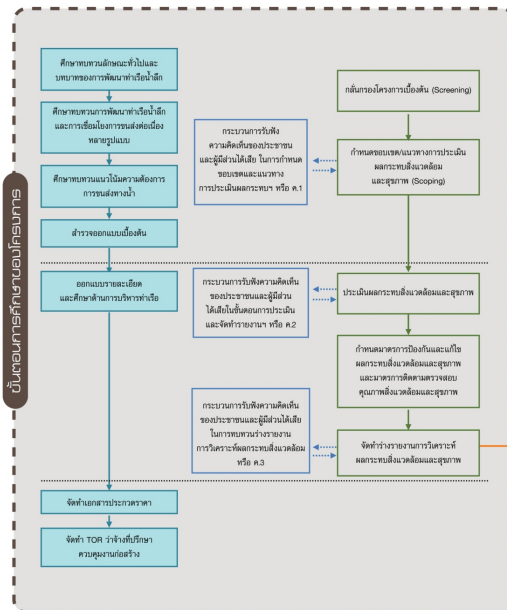 ขั้นตอนการศึกษาของโครงการ
ศึกษาทบทวนลักษณะทั่วไปและ
บทบาทของการพัฒนาท่าเรือน้ำลึก
ศึกษาทบทวนการพัฒนาท่าเรือน้ำลึก
และการเชื่อมโยงการขนส่งต่อเนื่อง
หลายรูปแบบ
ศึกษาทบทวนแนวโน้มความต้องการ
การขนส่งทางน้ำ
สำรวจออกแบบเบื้องต้น
ออกแบบรายละเอียด
และศึกษาด้านการบริหารท่าเรือ
จัดทำเอกสารประกวดราคา
จัดทำ TOR ว่าจ้างที่ปรึกษา
ควบคุมงานก่อสร้าง
กระบวนการรับฟัง
ความคิดเห็นของประชาชน
และผู้มีส่วนได้เสีย ในการกำหนด
ขอบเขตและแนวทาง
การประเมินผลกระทบฯ หรือ ค.1
กระบวนการรับฟังความคิดเห็น
ของประชาชนและผู้มีส่วน
ได้เสียในขั้นตอนการประเมิน
และจัดทำรายงานฯ หรือ ค.2
กระบวนการรับฟังความคิดเห็น
ของประชาชนและผู้มีส่วนได้เสีย
ในการทบทวนร่างรายงาน
การวิเคราะห์ผลกระทบสิ่งแวดล้อม
หรือ ค.3
กลั่นกรองโครงการเบื้องต้น (Screening)
กำหนดขอบเขต/แนวทางการประเมิน
ผลกระทบสิ่งแวดล้อม
และสุขภาพ (Scoping)
ประเมินผลกระทบสิ่งแวดล้อมและสุขภาพ
กำหนดมาตรการป้องกันและแก้ไข
ผลกระทบสิ่งแวดล้อมและสุขภาพ
และมาตรการติดตามตรวจสอบ
คุณภาพสิ่งแวดล้อมและสุขภาพ
จัดทำร่างรายงานการวิเคราะห์
ผลกระทบสิ่งแวดล้อมและสุขภาพ